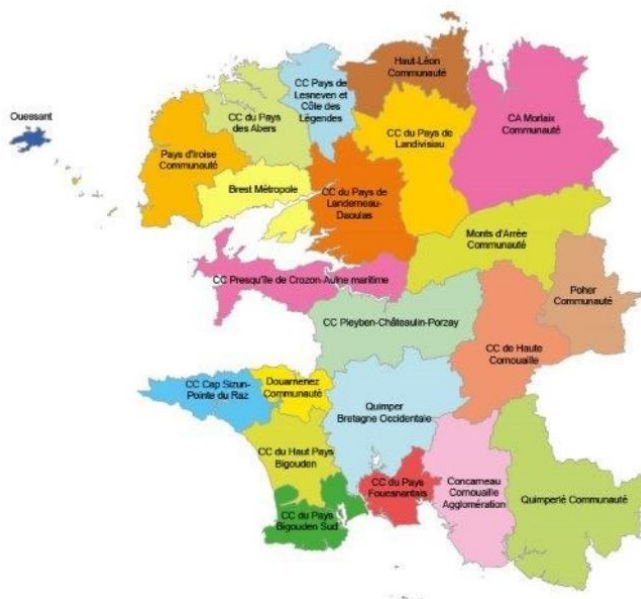 Haut-Léon
Communauté
CC Pays de
Lesneven et
Côte des
Légendes
CA Morlaix
Communauté
Ouessant
CC du Pays
des Abers
CC du Pays de
Landivisiau
Pays d'Iroise
Communauté
Brest Métropole
CC du Pays de
Landerneau-
Daoulas
Monts d'Arrée
Communauté
CC Presqu'île de Crozon-Aulne maritime
Poher
Communauté
CC Pleyben-Châteaulin-Porzay
CC de Haute
Cornouaille
CC Cap Sizun-
Pointe du Raz
Douarnenez
Communauté
Quimper
Bretagne Occidentale
CC du Haut Pays
Bigouden
CC du Pays
Fouesnantais
Concarneau
Cornouaille
Agglomération
Quimperlé Communauté
CC du Pays
Bigouden Sud